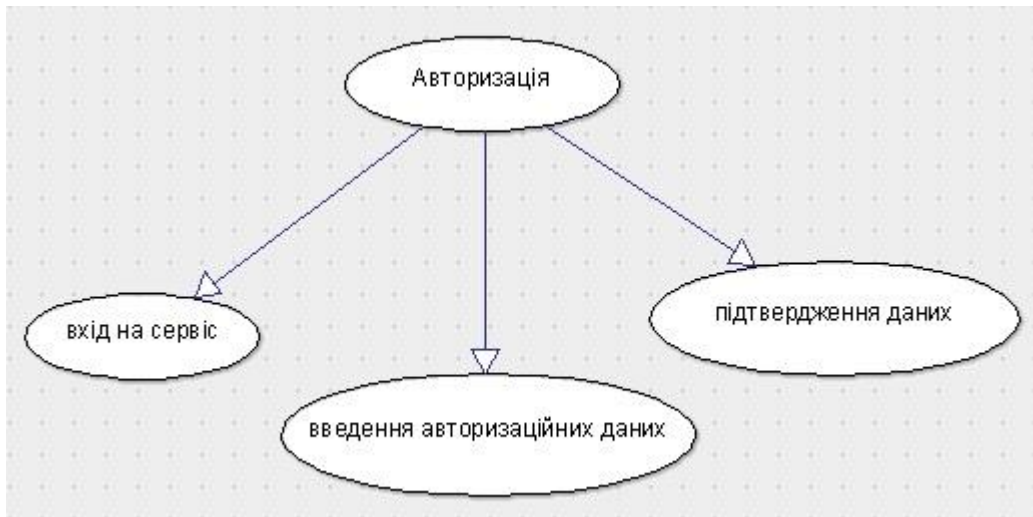 Авторизація
вхід на сервіс
підтвердження даних
введення авторизаційних даних